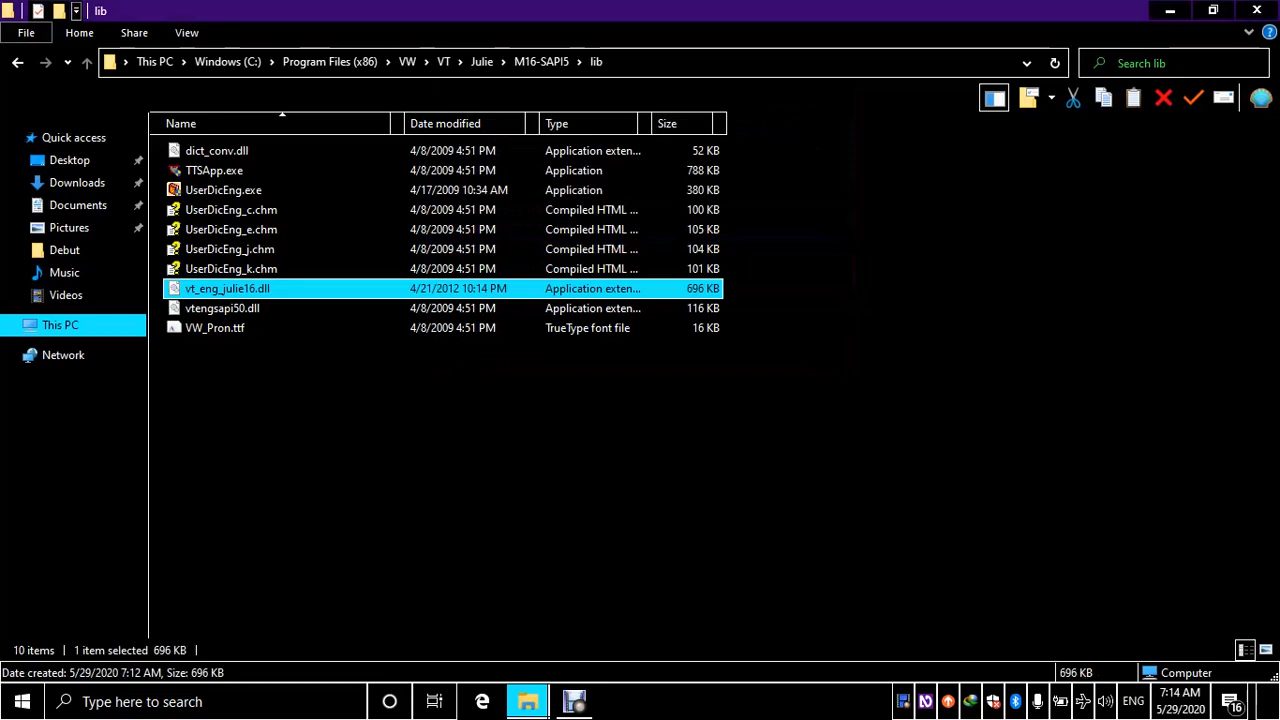 lib
File Home Share View
This PC Windows (C:) Program Files (x86) VW VT Julie M16-SAPI5 lib
Search lib
Name Date modified Type Size
Quick access
Desktop
Downloads
Documents
Pictures
Debut
Music
Videos
This PC
Network
dict_conv.dll 4/8/2009 4:51 PM Application exten... 52 KB
TTSApp.exe 4/8/2009 4:51 PM Application 788 KB
UserDicEng.exe 4/17/2009 10:34 AM Application 380 KB
UserDicEng_c.chm 4/8/2009 4:51 PM Compiled HTML ... 100 KB
UserDicEng_e.chm 4/8/2009 4:51 PM Compiled HTML ... 105 KB
UserDicEng_j.chm 4/8/2009 4:51 PM Compiled HTML ... 104 KB
UserDicEng_k.chm 4/8/2009 4:51 PM Compiled HTML ... 101 KB
vt_eng_julie16.dll 4/21/2012 10:14 PM Application exten... 696 KB
vtengsapi50.dll 4/8/2009 4:51 PM Application exten... 116 KB
VW_Pron.ttf 4/8/2009 4:51 PM TrueType font file 16 KB
10 items 1 item selected 696 KB
Date created: 5/29/2020 7:12 AM, Size: 696 KB
696 KB
Computer
Type here to search
ENG
7:14 AM
5/29/2020
16